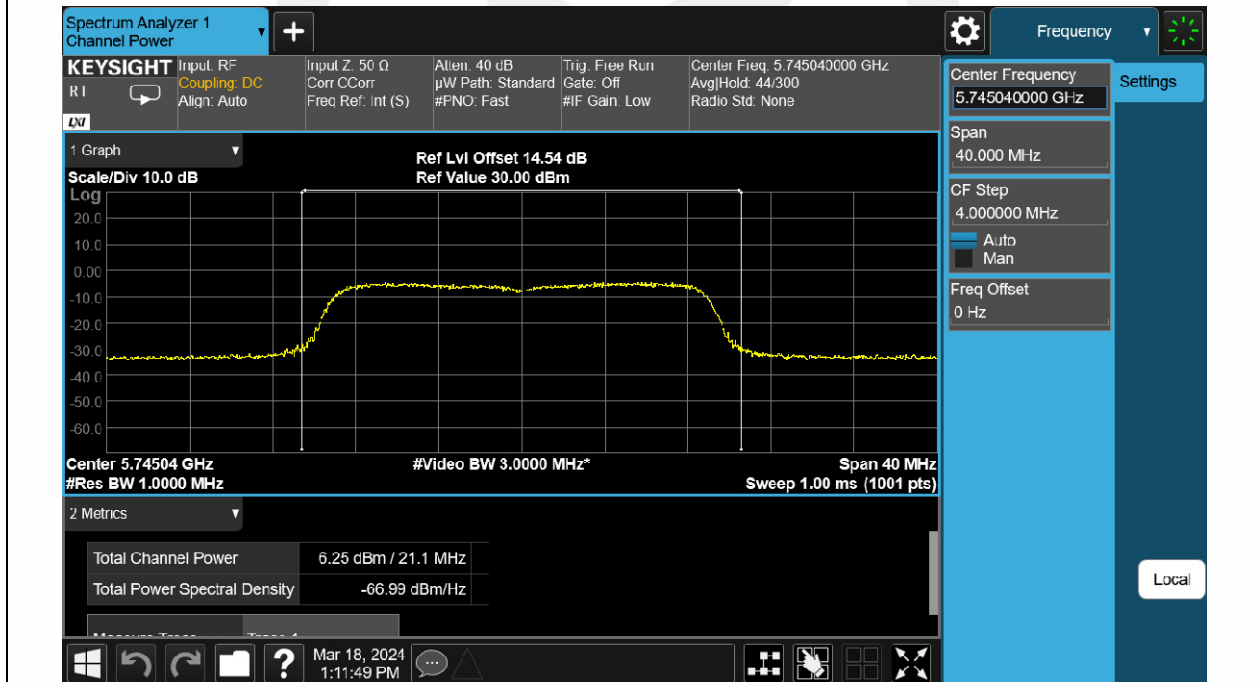 Spectrum Analyzer 1
Channel Power
Frequency
KEYSIGHT
R I
LXI
Input: RF
Coupling: DC
Align: Auto
Input Z: 50 Ω
Corr CCorr
Freq Ref: Int (S)
Atten: 40 dB
µW Path: Standard
#PNO: Fast
Trig: Free Run
Gate: Off
#IF Gain: Low
Center Freq: 5.745040000 GHz
Avg|Hold: 44/300
Radio Std: None
Center Frequency
5.745040000 GHz
Settings
Span
40.000 MHz
CF Step
4.000000 MHz
Auto
Man
Freq Offset
0 Hz
Local
1 Graph
Scale/Div 10.0 dB
Ref Lvl Offset 14.54 dB
Ref Value 30.00 dBm
Log
20.0
10.0
0.00
-10.0
-20.0
-30.0
-40.0
-50.0
-60.0
Center 5.74504 GHz
#Video BW 3.0000 MHz*
Span 40 MHz
#Res BW 1.0000 MHz
Sweep 1.00 ms (1001 pts)
2 Metrics
Total Channel Power 6.25 dBm / 21.1 MHz
Total Power Spectral Density -66.99 dBm/Hz
Mar 18, 2024
1:11:49 PM